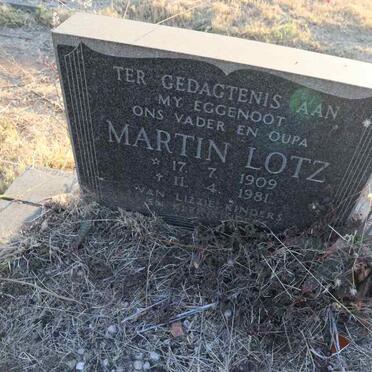 TER GEDAGTENIS AAN
MY EGGENOOT
ONS VADER EN OUPA
MARTIN LOTZ
* 17. 7. 1909
† 11. 4. 1981
VAN LIZZIE, KINDERS
EN